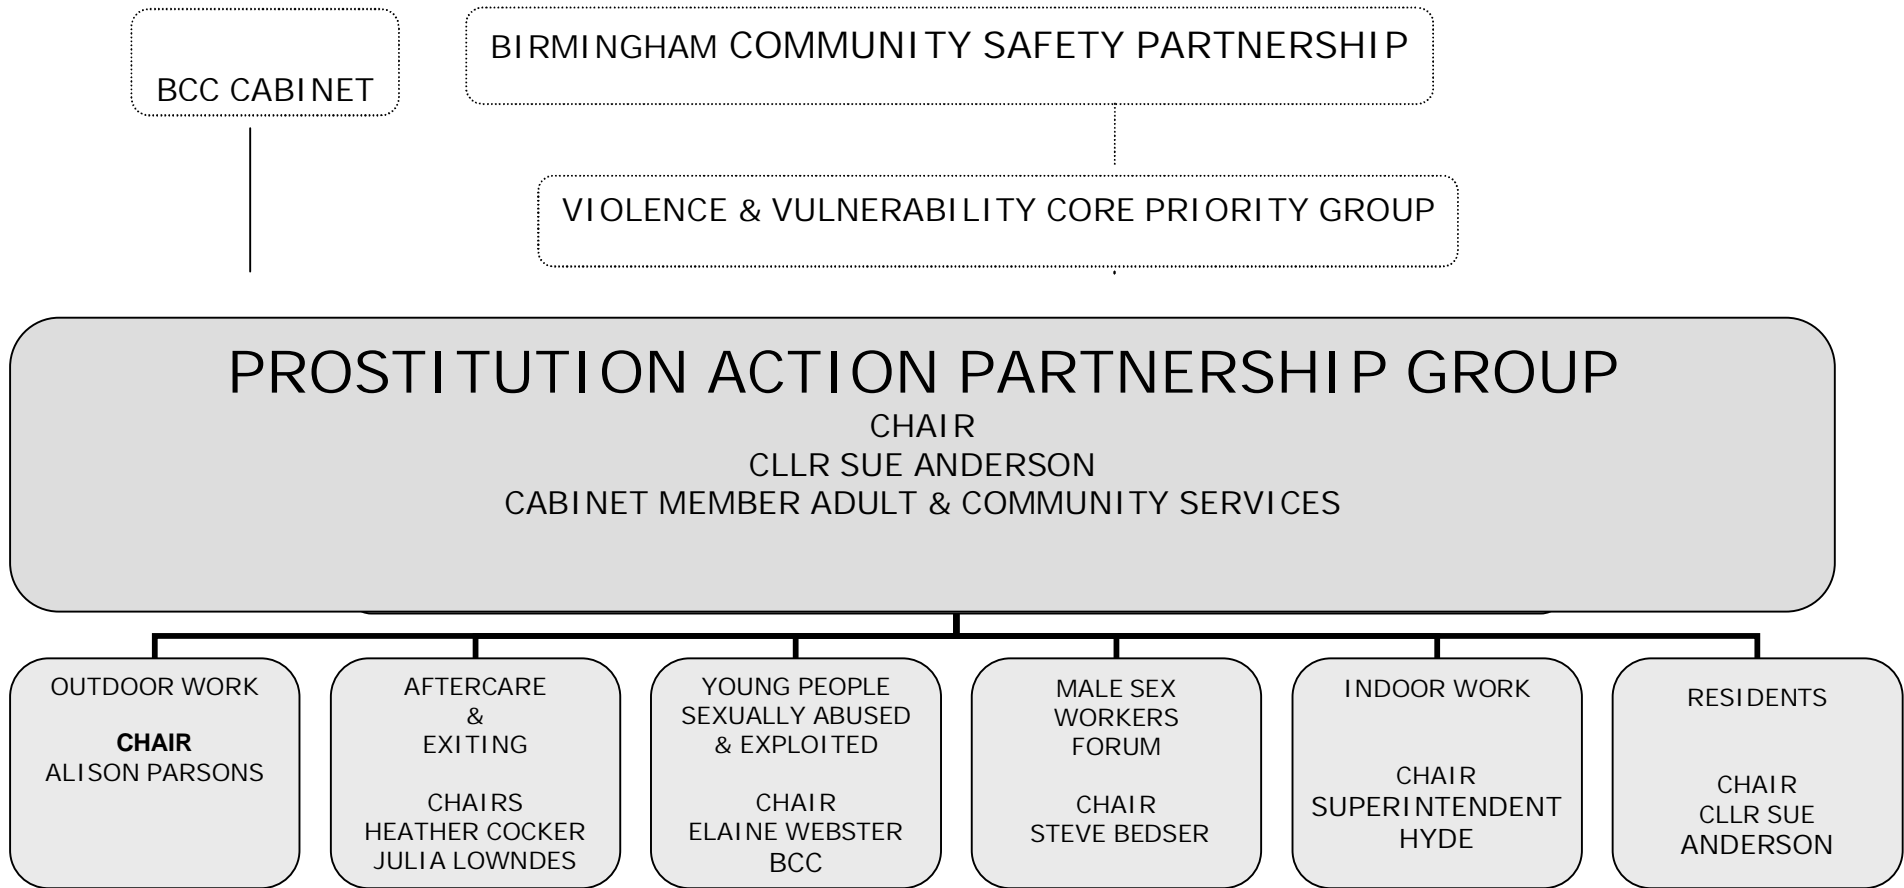 BCC CABINET
BIRMINGHAM COMMUNITY SAFETY PARTNERSHIP
VIOLENCE & VULNERABILITY CORE PRIORITY GROUP
PROSTITUTION ACTION PARTNERSHIP GROUP
CHAIR
CLLR SUE ANDERSON
CABINET MEMBER ADULT & COMMUNITY SERVICES
OUTDOOR WORK
CHAIR
ALISON PARSONS
AFTERCARE
&
EXITING
CHAIRS
HEATHER COCKER
JULIA LOWNDES
YOUNG PEOPLE
SEXUALLY ABUSED
& EXPLOITED
CHAIR
ELAINE WEBSTER
BCC
MALE SEX
WORKERS
FORUM
CHAIR
STEVE BEDSER
INDOOR WORK
CHAIR
SUPERINTENDENT
HYDE
RESIDENTS
CHAIR
CLLR SUE
ANDERSON